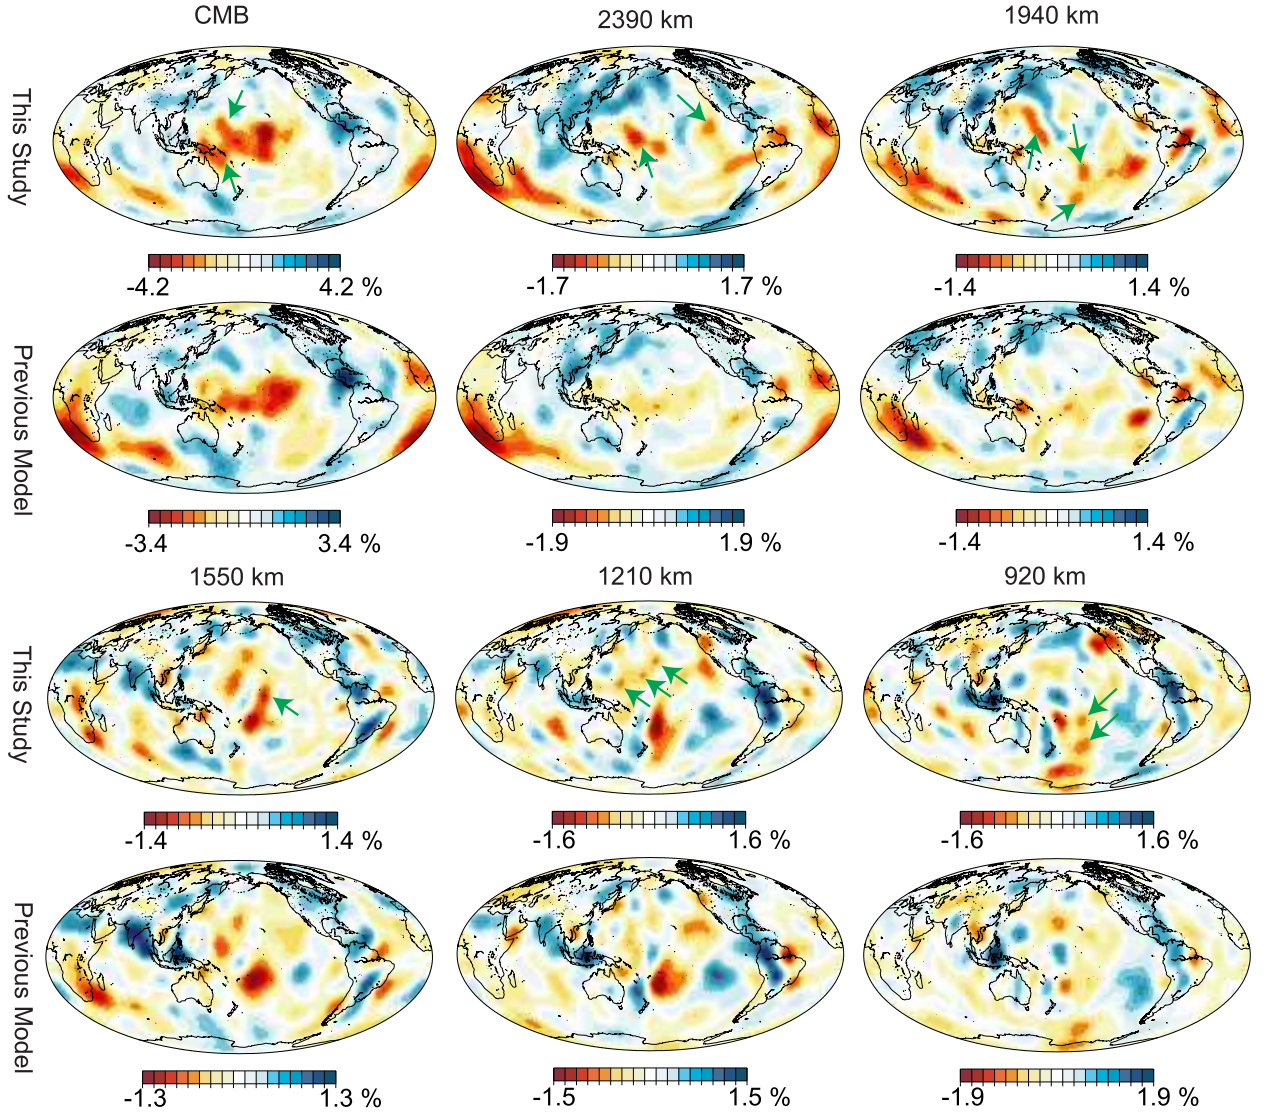 CMB 2390 km 1940 km
This Study
-4.2 4.2 % -1.7 1.7 % -1.4 1.4 %
Previous Model
-3.4 3.4 % -1.9 1.9 % -1.4 1.4 %
1550 km 1210 km 920 km
This Study
-1.4 1.4 % -1.6 1.6 % -1.6 1.6 %
Previous Model
-1.3 1.3 % -1.5 1.5 % -1.9 1.9 %